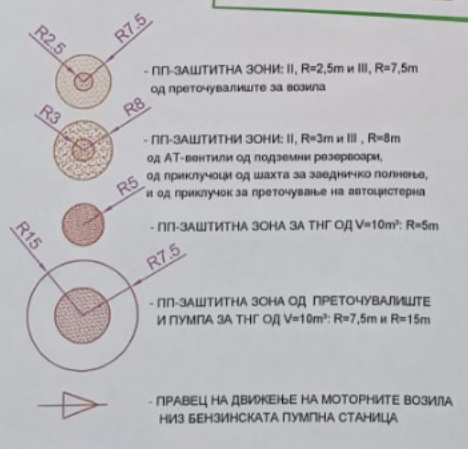 R2.5
R7.5
- ПП-ЗАШТИТНА ЗОНИ: II, R=2,5m и III, R=7,5m
од преточувалиште за возила
R3
R8
- ПП-ЗАШТИТНИ ЗОНИ: II, R=3m и III , R=8m
од АТ-вентили од подземни резервоари,
од приклучоци од шахта за заедничко полнење,
и од приклучок за преточување на автоцистерна
R5
- ПП-ЗАШТИТНА ЗОНА ЗА ТНГ ОД V=10m³: R=5m
R15
R7.5
- ПП-ЗАШТИТНА ЗОНА ОД ПРЕТОЧУВАЛИШТЕ
И ПУМПА ЗА ТНГ ОД V=10m³: R=7,5m и R=15m
- ПРАВЕЦ НА ДВИЖЕЊЕ НА МОТОРНИТЕ ВОЗИЛА
НИЗ БЕНЗИНСКАТА ПУМПНА СТАНИЦА